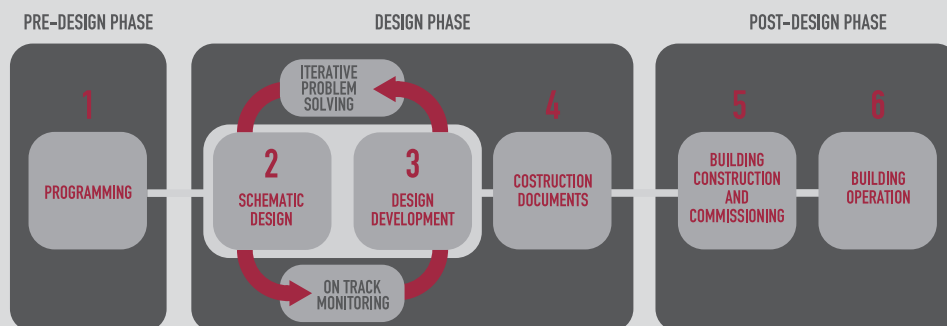 PRE-DESIGN PHASE
DESIGN PHASE
POST-DESIGN PHASE
1
PROGRAMMING
ITERATIVE
PROBLEM
SOLVING
2
SCHEMATIC
DESIGN
3
DESIGN
DEVELOPMENT
ON TRACK
MONITORING
4
COSTRUCTION
DOCUMENTS
5
BUILDING
CONSTRUCTION
AND
COMMISSIONING
6
BUILDING
OPERATION